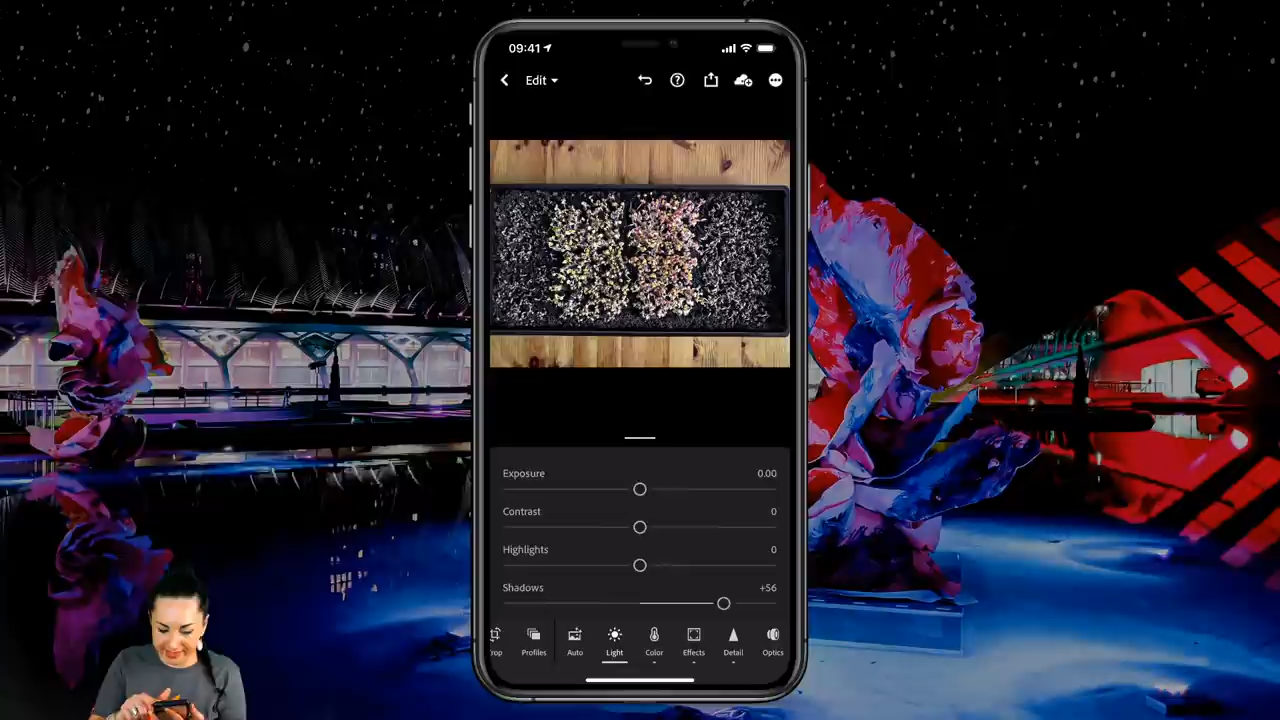 09:41
Edit
Exposure 0.00
Contrast 0
Highlights 0
Shadows +56
rop Profiles Auto Light Color Effects Detail Optics